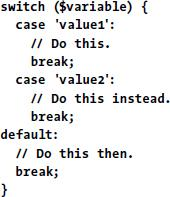 switch ($variable) {
  case 'value1':
    // Do this.
    break;
  case 'value2':
    // Do this instead.
    break;
default:
  // Do this then.
  break;
}